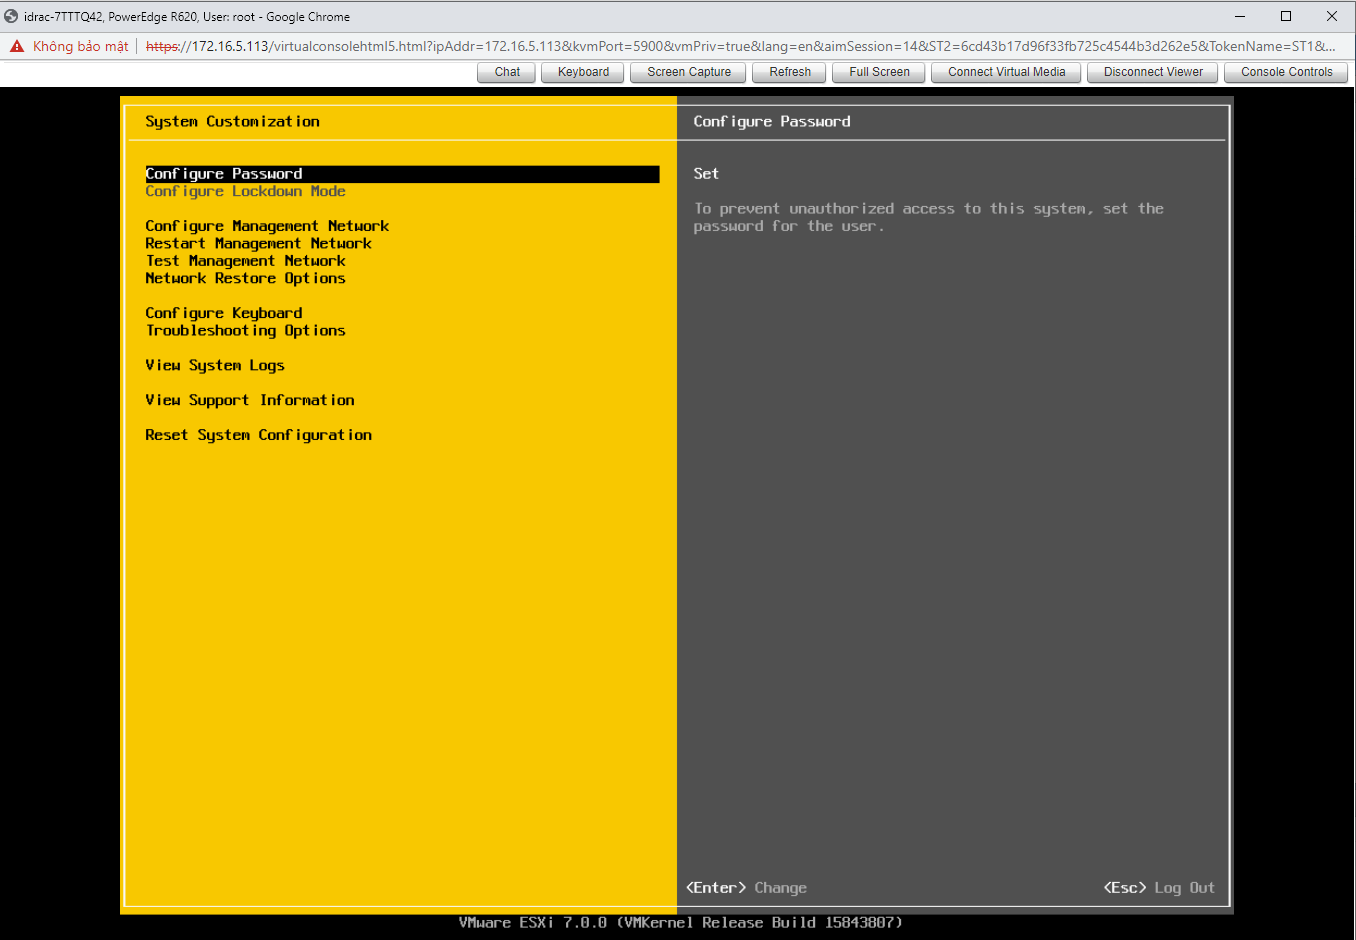 idrac-7TTTQ42, PowerEdge R620, User: root - Google Chrome
Không bảo mật | https://172.16.5.113/virtualconsolehtml5.html?ipAddr=172.16.5.113&kvmPort=5900&vmPriv=true&lang=en&aimSession=14&ST2=6cd43b17d96f33fb725c4544b3d262e5&TokenName=ST1&...
Chat Keyboard Screen Capture Refresh Full Screen Connect Virtual Media Disconnect Viewer Console Controls
System Customization
Configure Password
Configure Lockdown Mode
Configure Management Network
Restart Management Network
Test Management Network
Network Restore Options
Configure Keyboard
Troubleshooting Options
View System Logs
View Support Information
Reset System Configuration
Configure Password
Set
To prevent unauthorized access to this system, set the
password for the user.
<Enter> Change
<Esc> Log Out
VMware ESXi 7.0.0 (VMKernel Release Build 15843807)